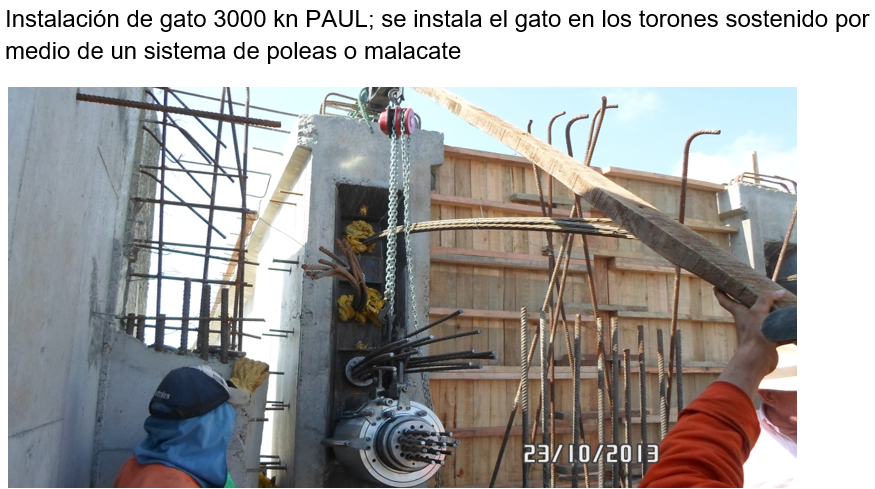 Instalación de gato 3000 kn PAUL; se instala el gato en los torones sostenido por
medio de un sistema de poleas o malacate
23/10/2013